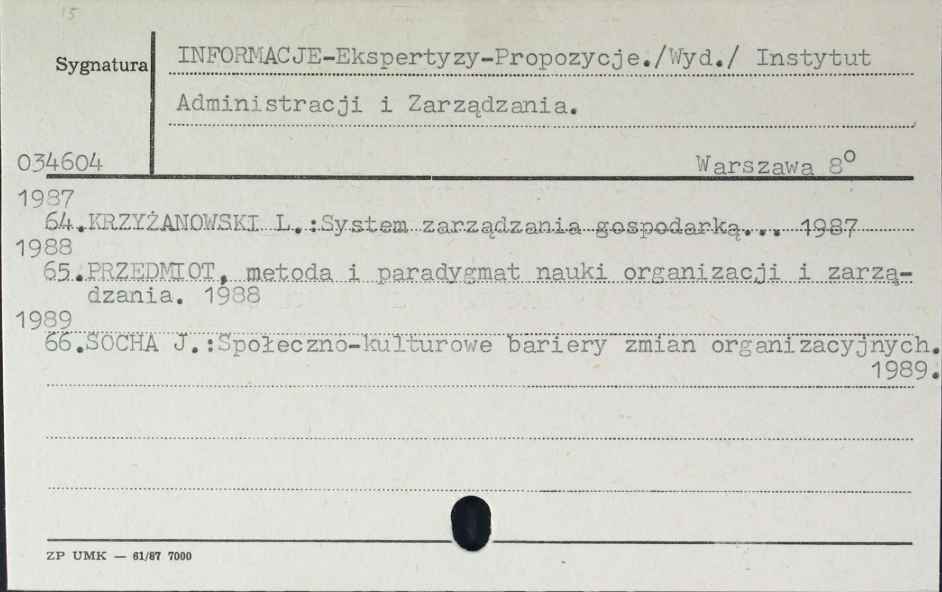 15
Sygnatura
INFORMACJE-Ekspertyzy-Propozycje./Wyd./ Instytut
Administracji i Zarządzania.
034604
Warszawa 8º
1987
64.KRZYŻANOWSKI L.:System zarządzania gospodarką... 1987
1988
65.PRZEDMIOT, metoda i paradygmat nauki organizacji i zarzą-
dzania. 1988
1989
66.SOCHA J.:Społeczno-kulturowe bariery zmian organizacyjnych.
1989.
ZP UMK — 61/87 7000